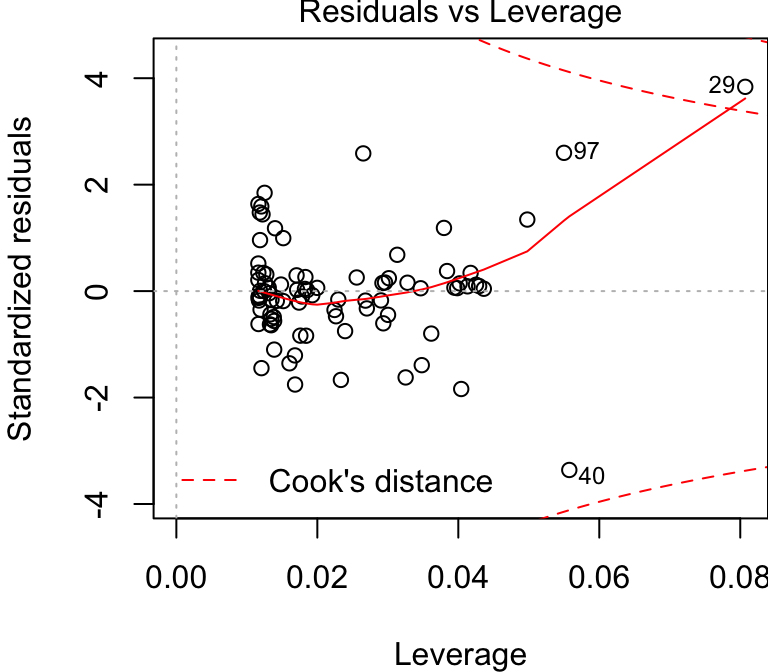 Residuals vs Leverage
Standardized residuals
4
2
0
-2
-4
29
97
40
Cook's distance
0.00 0.02 0.04 0.06 0.08
Leverage